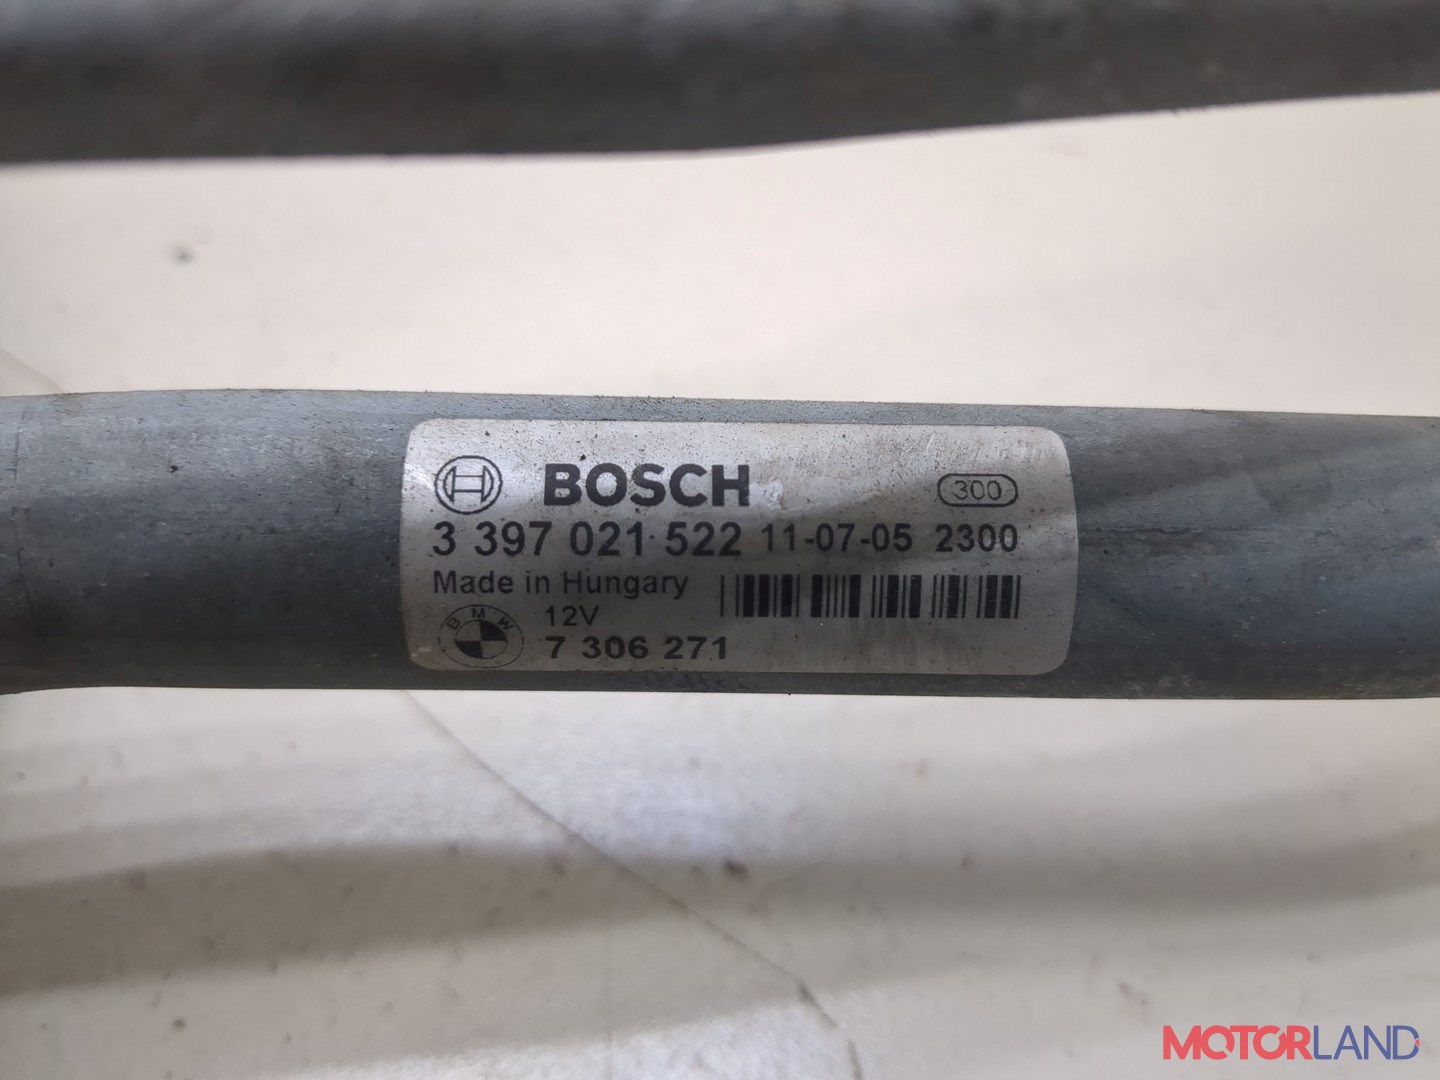 BOSCH 300
3 397 021 522 11-07-05 2300
Made in Hungary
12V
BMW
7 306 271
MOTORLAND